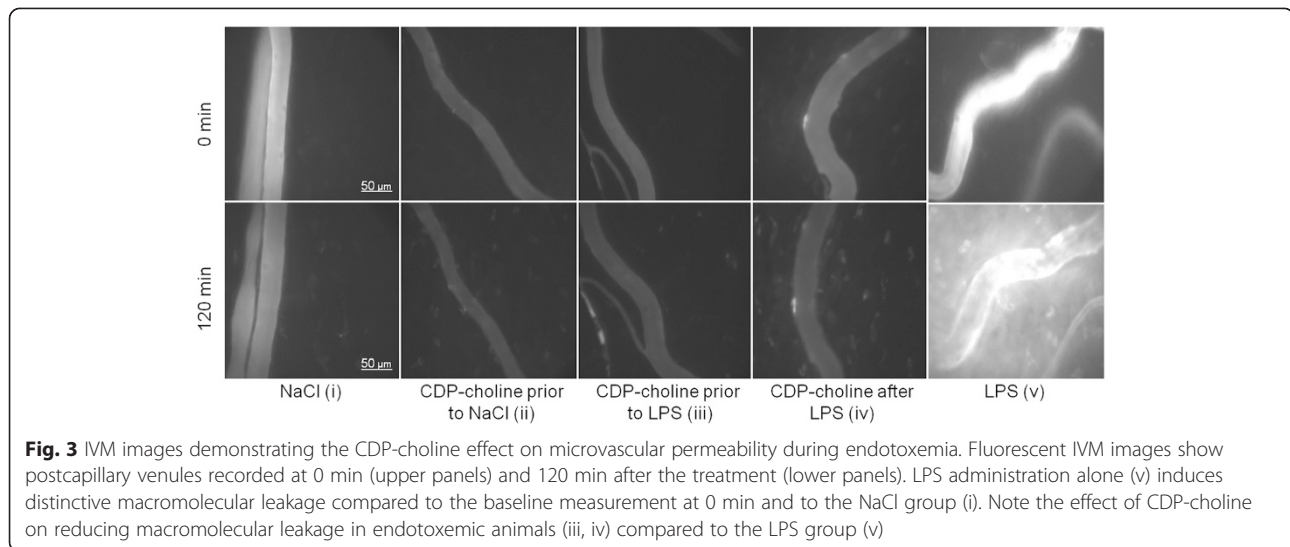 0 min
50 µm
120 min
50 µm
NaCl (i)
CDP-choline prior
to NaCl (ii)
CDP-choline prior
to LPS (iii)
CDP-choline after
LPS (iv)
LPS (v)
Fig. 3 IVM images demonstrating the CDP-choline effect on microvascular permeability during endotoxemia. Fluorescent IVM images show
postcapillary venules recorded at 0 min (upper panels) and 120 min after the treatment (lower panels). LPS administration alone (v) induces
distinctive macromolecular leakage compared to the baseline measurement at 0 min and to the NaCl group (i). Note the effect of CDP-choline
on reducing macromolecular leakage in endotoxemic animals (iii, iv) compared to the LPS group (v)